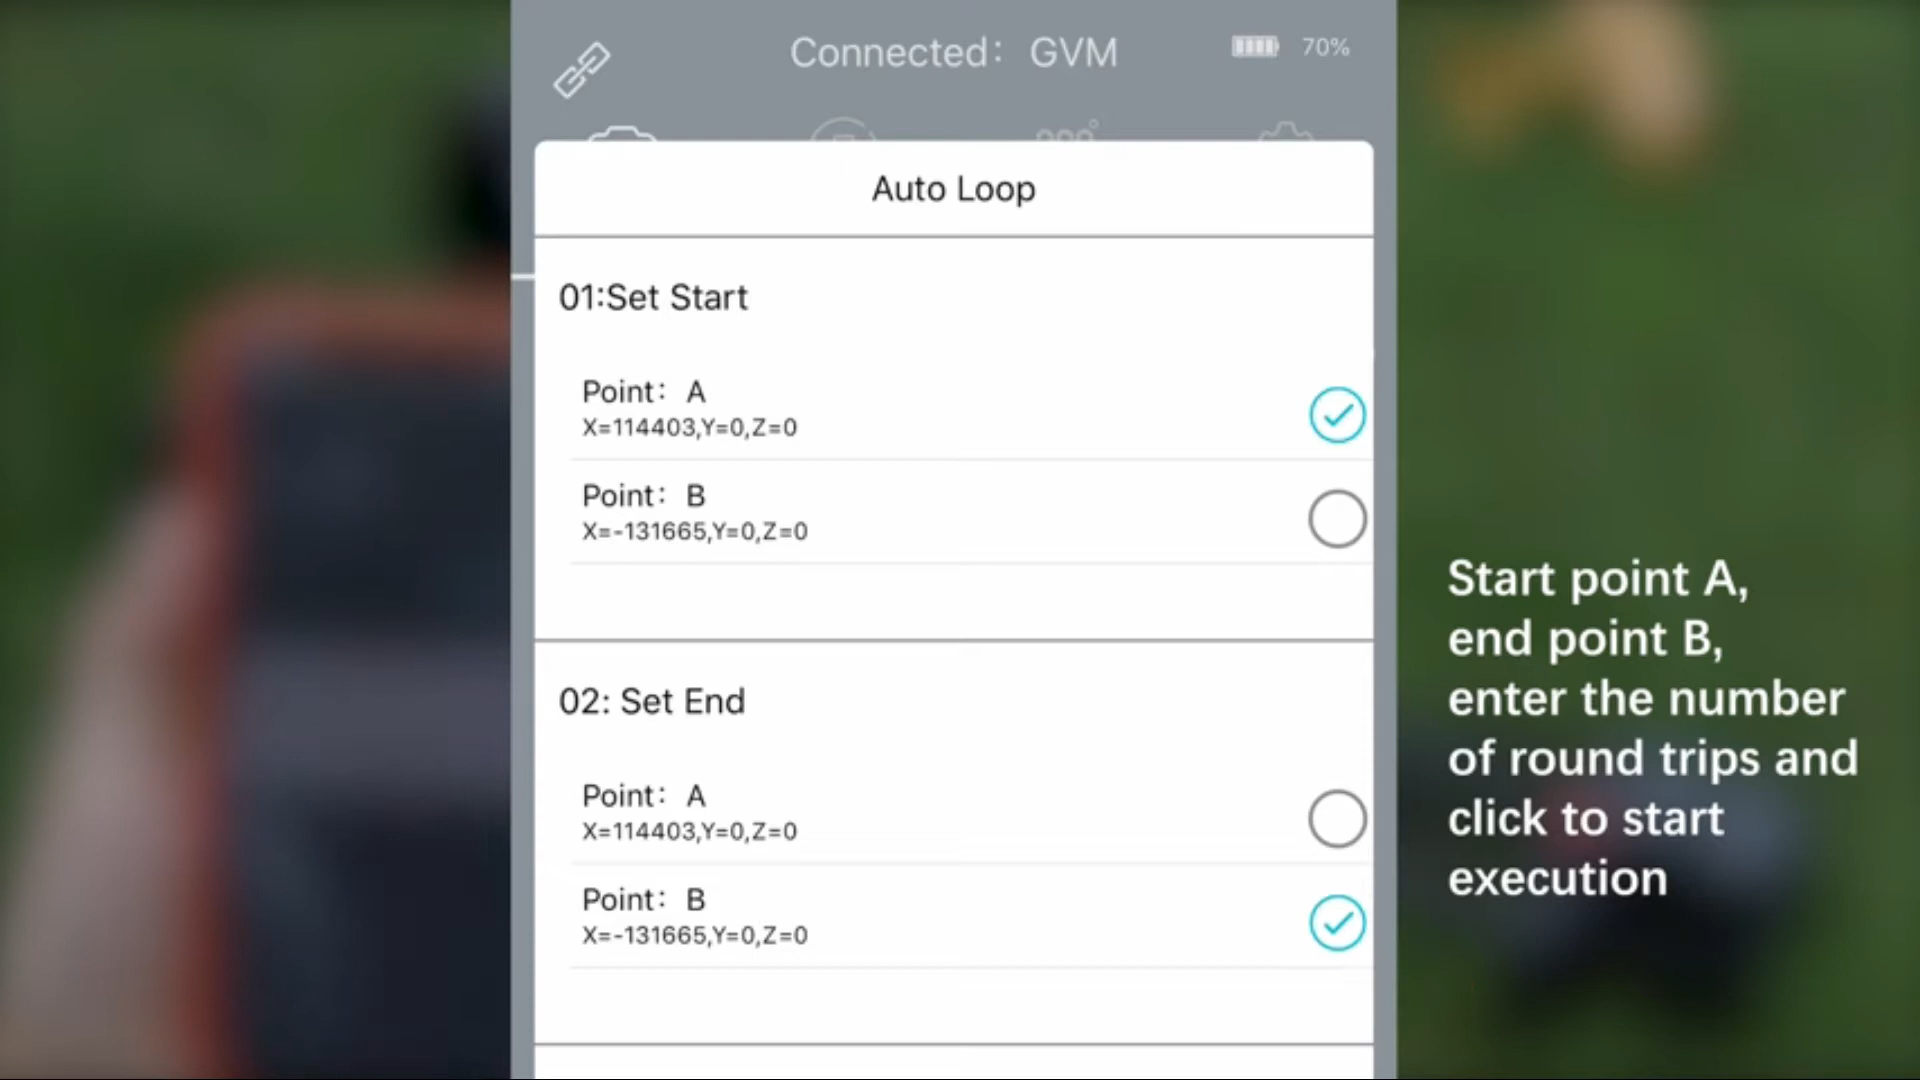 Connected: GVM
70%
Auto Loop
01:Set Start
Point: A
X=114403,Y=0,Z=0
Point: B
X=-131665,Y=0,Z=0
02: Set End
Point: A
X=114403,Y=0,Z=0
Point: B
X=-131665,Y=0,Z=0
Start point A,
end point B,
enter the number
of round trips and
click to start
execution